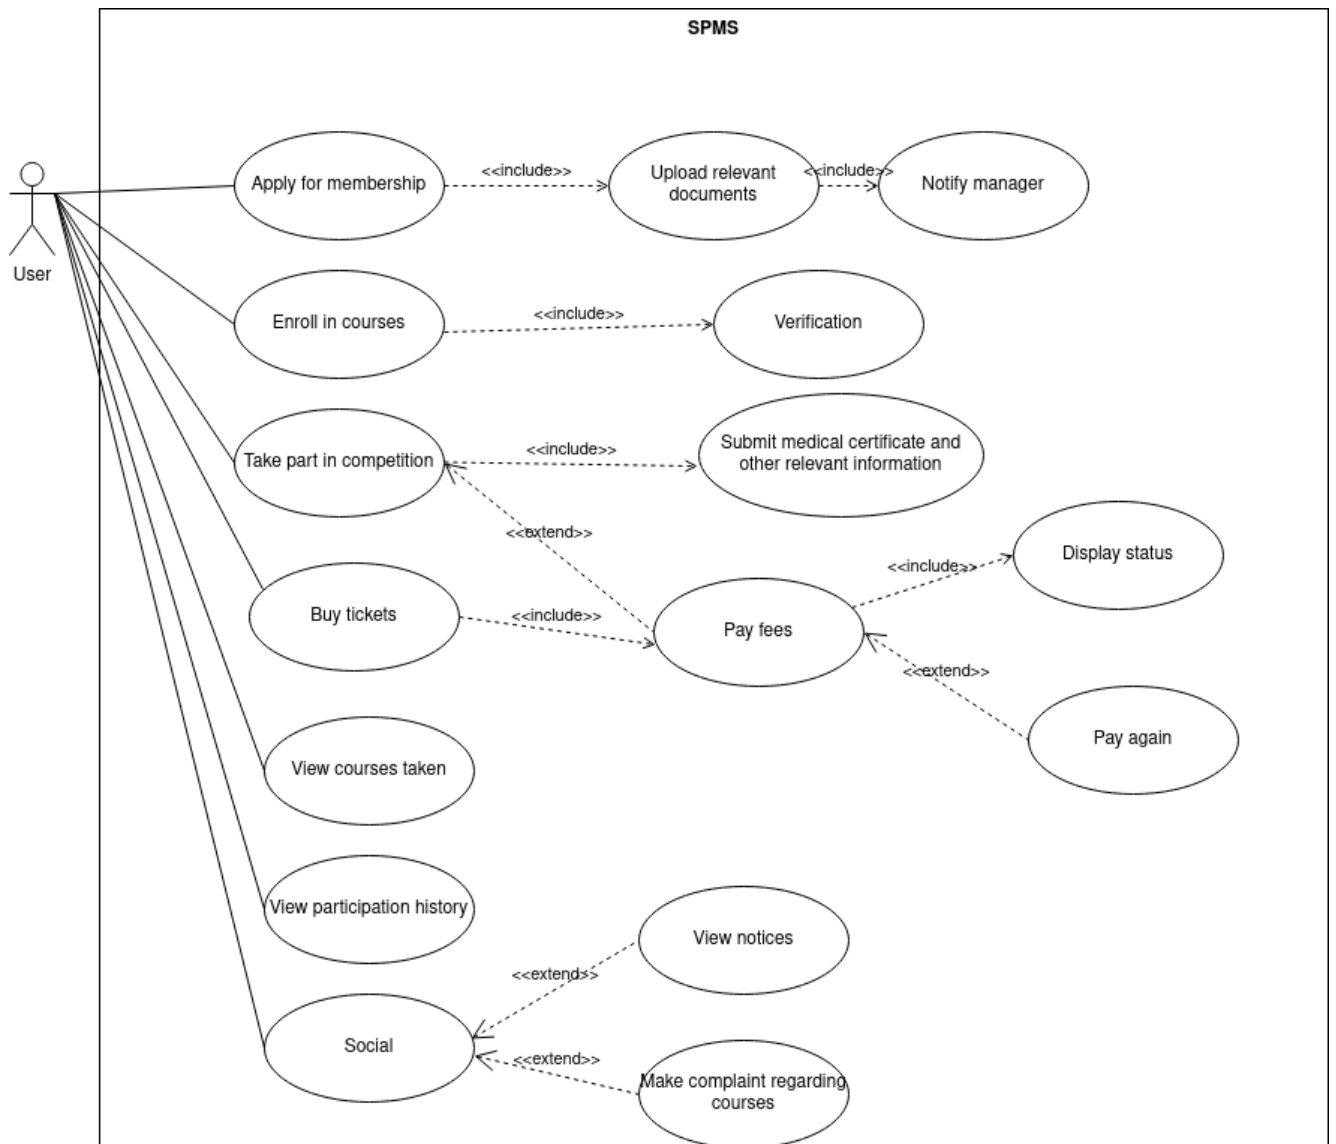 SPMS
User
Apply for membership
<<include>>
Upload relevant
documents
<<include>>
Notify manager
Enroll in courses
<<include>>
Verification
Take part in competition
<<include>>
Submit medical certificate and
other relevant information
<<extend>>
Buy tickets
<<include>>
Pay fees
<<include>>
Display status
<<extend>>
Pay again
View courses taken
View participation history
Social
<<extend>>
View notices
<<extend>>
Make complaint regarding
courses